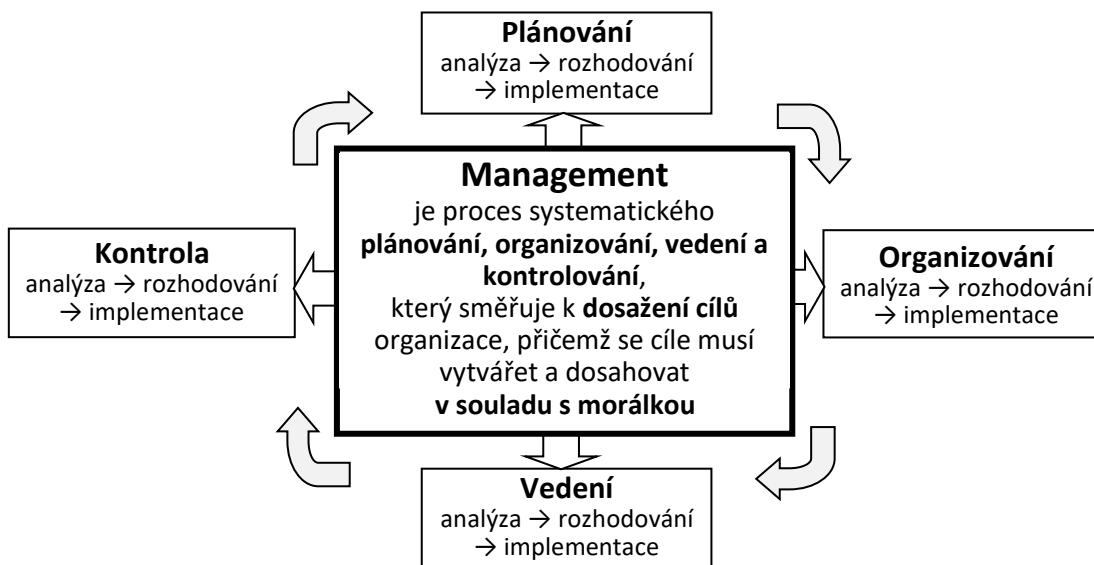 Plánování
analýza → rozhodování
→ implementace
Management
je proces systematického
plánování, organizování, vedení a
kontrolování,
který směřuje k dosažení cílů
organizace, přičemž se cíle musí
vytvářet a dosahovat
v souladu s morálkou
Kontrola
analýza → rozhodování
→ implementace
Organizování
analýza → rozhodování
→ implementace
Vedení
analýza → rozhodování
→ implementace